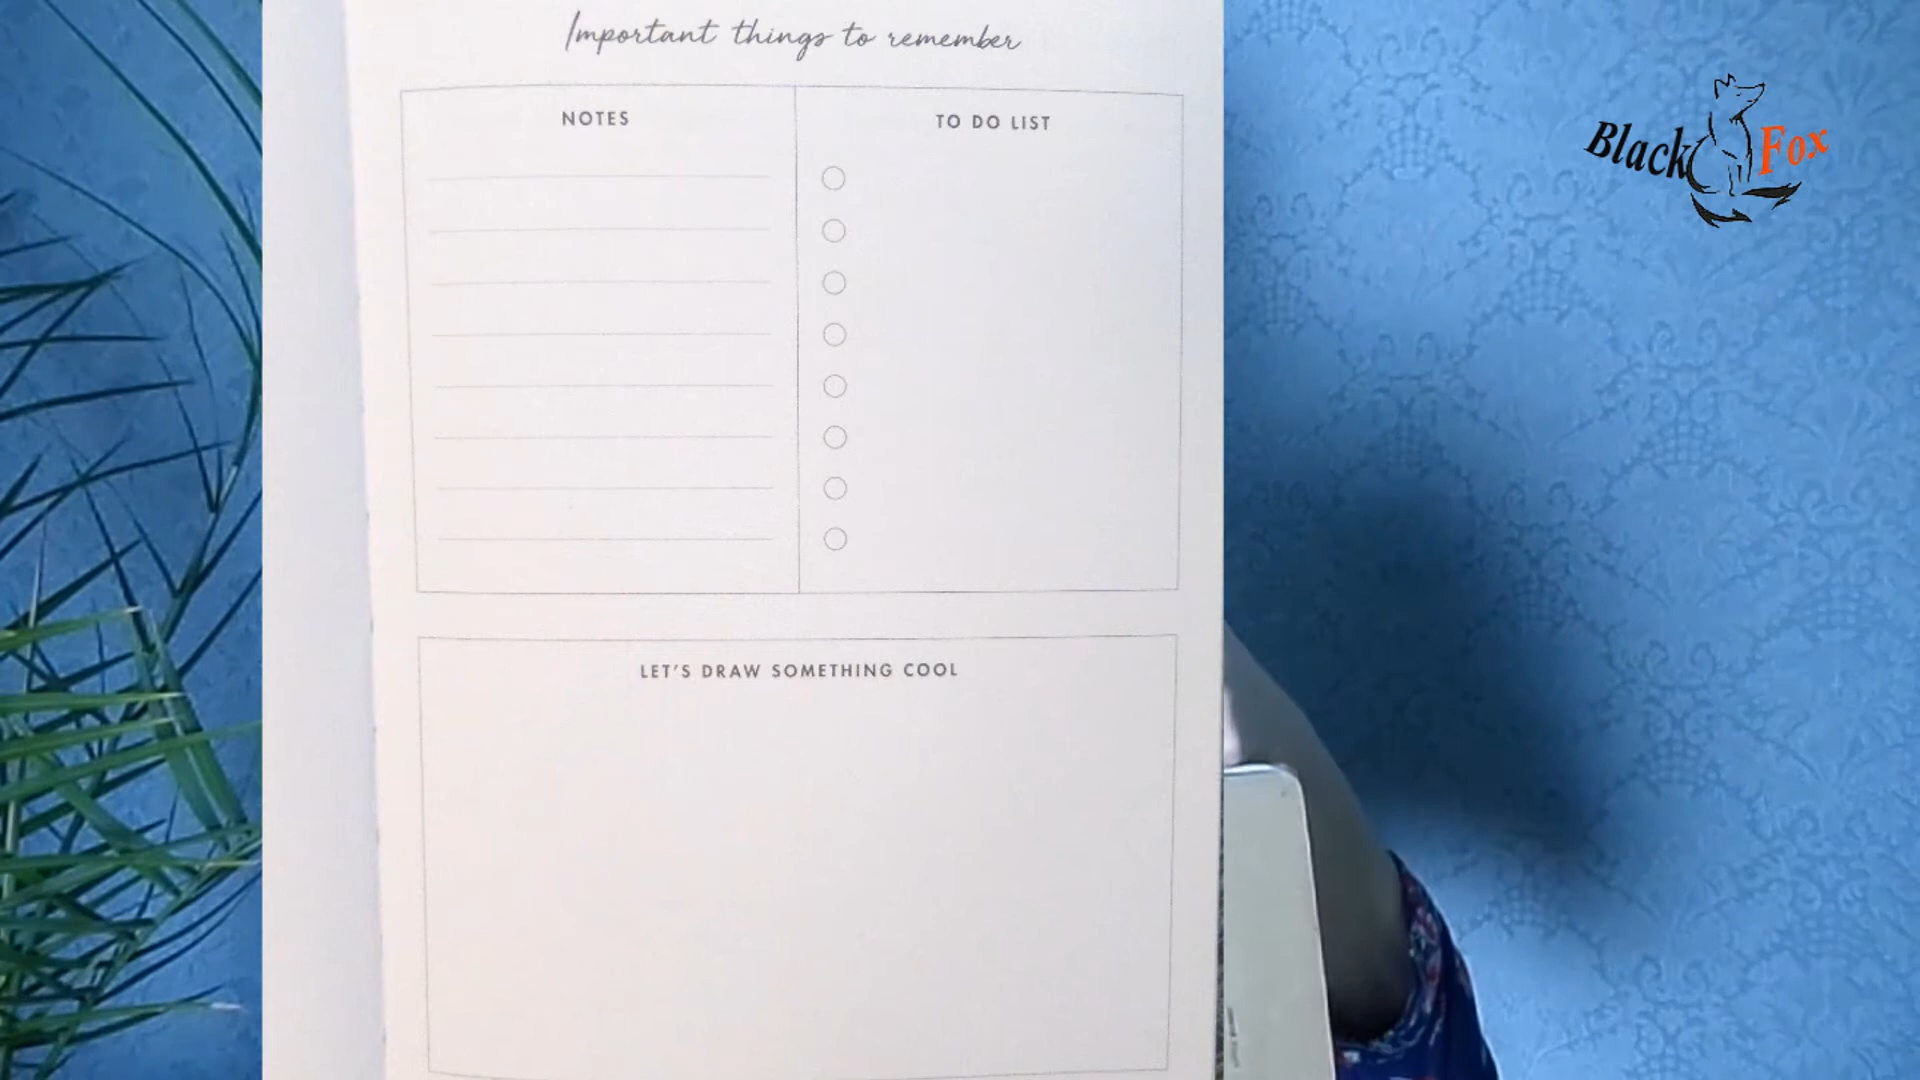 Important things to remember
NOTES
TO DO LIST
LET'S DRAW SOMETHING COOL
Black Fox